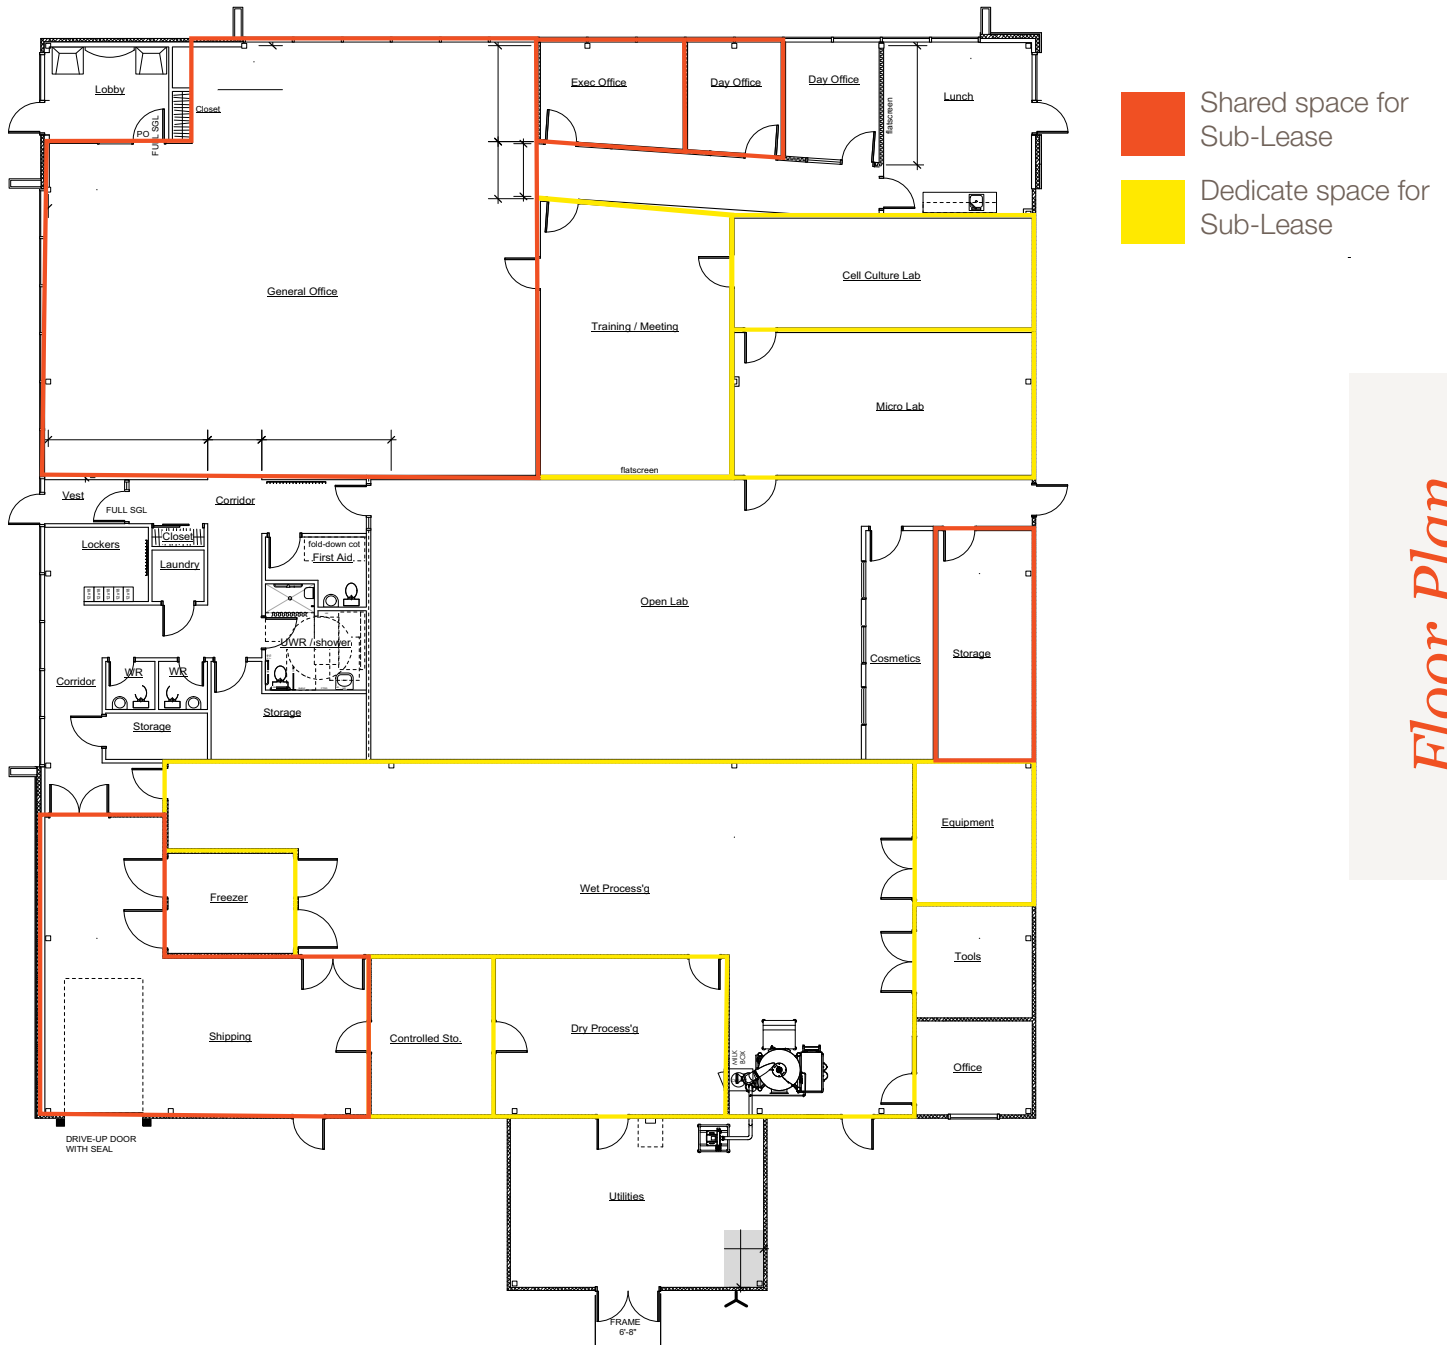 Lobby
Closet
PO
FULL SGL
Exec Office
Day Office
Day Office
Lunch
flatscreen
Shared space for
Sub-Lease
Dedicate space for
Sub-Lease
General Office
Training / Meeting
Cell Culture Lab
Micro Lab
flatscreen
Vest
FULL SGL
Corridor
Lockers
Closet
Laundry
fold-down cot
First Aid
Open Lab
UWR / shower
Cosmetics
Storage
Corridor
WR
WR
Storage
Storage
Floor Plan
Equipment
Freezer
Wet Process'g
Tools
Shipping
Controlled Sto.
Dry Process'g
MILK
BOX
Office
DRIVE-UP DOOR
WITH SEAL
Utilities
FRAME
6'-8"